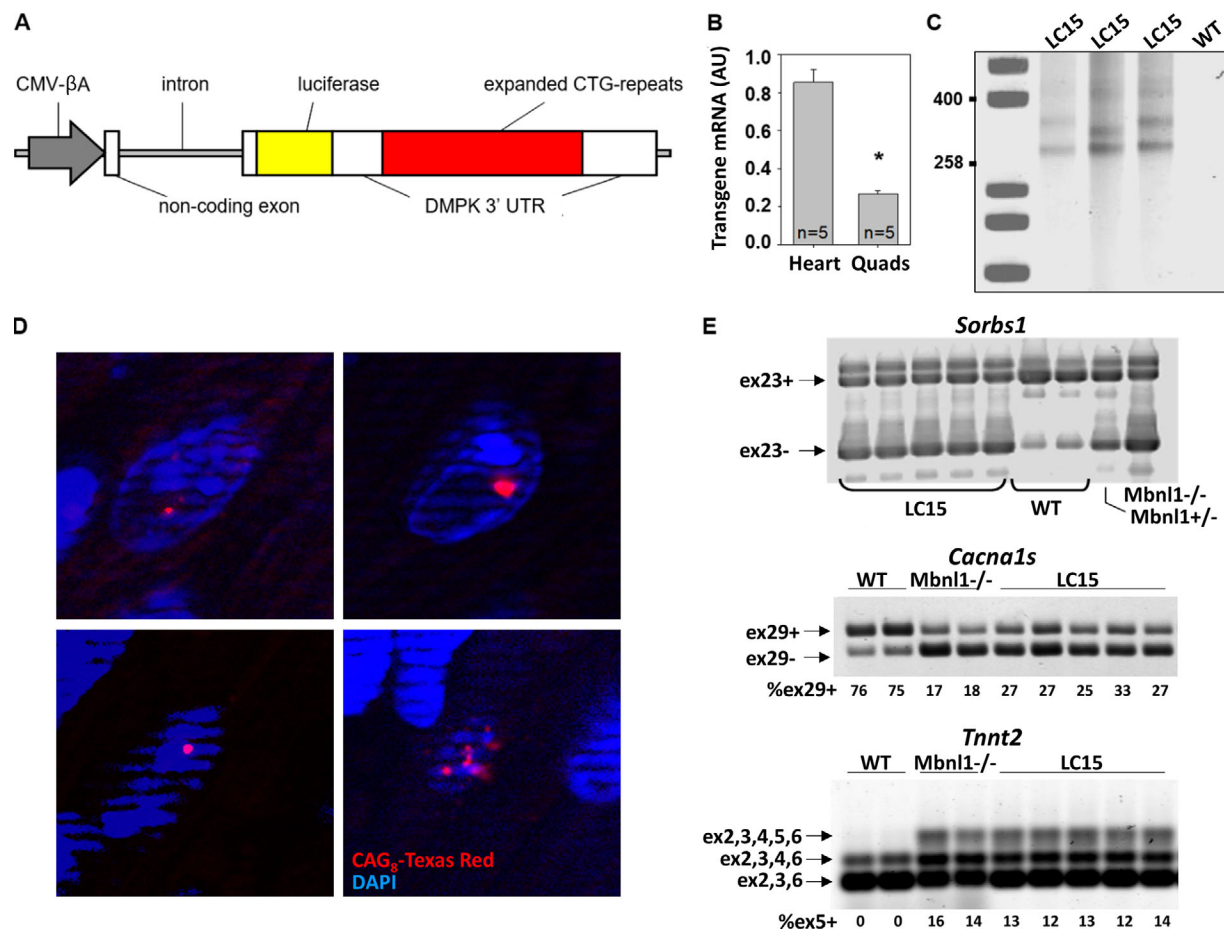 A
CMV-βA
intron
luciferase
expanded CTG-repeats
non-coding exon
DMPK 3' UTR
B
Transgene mRNA (AU)
1.0
0.8
0.6
0.4
0.2
0.0
*
n=5
n=5
Heart
Quads
C
LC15
LC15
LC15
WT
400
258
D
CAG8-Texas Red
DAPI
E
Sorbs1
ex23+
ex23-
LC15
WT
Mbnl1-/-
Mbnl1+/-
Cacna1s
WT
Mbnl1-/-
LC15
ex29+
ex29-
%ex29+ 76 75 17 18 27 27 25 33 27
Tnnt2
WT
Mbnl1-/-
LC15
ex2,3,4,5,6
ex2,3,4,6
ex2,3,6
%ex5+ 0 0 16 14 13 12 13 12 14